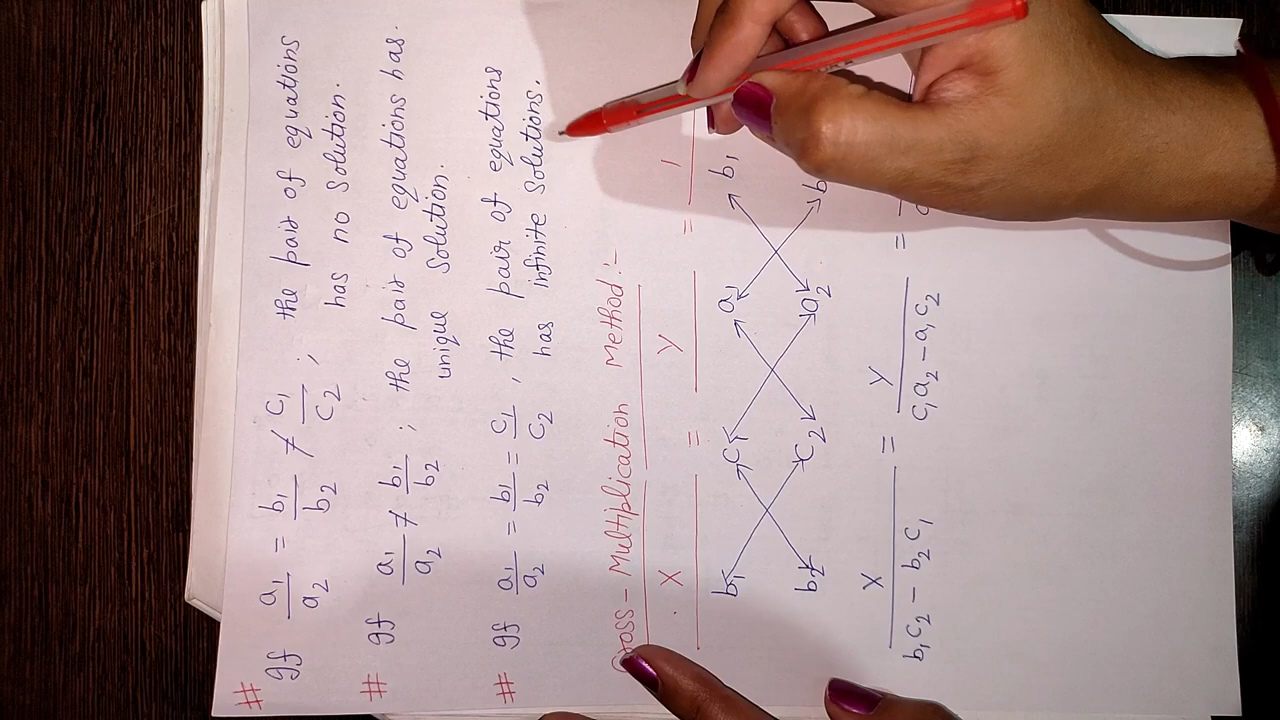 # If a₁/a₂ = b₁/b₂ ≠ c₁/c₂ ; the pair of equations
has no solution.
# If a₁/a₂ ≠ b₁/b₂ ; the pair of equations has.
unique solution.
# If a₁/a₂ = b₁/b₂ = c₁/c₂ , the pair of equations
has infinite solutions.
Cross-Multiplication Method:-
x = y = 1
b₁ c₁ a₁ b₁
b₂ c₂ a₂ b
x/(b₁c₂ - b₂c₁) = y/(c₁a₂ - a₁c₂) =